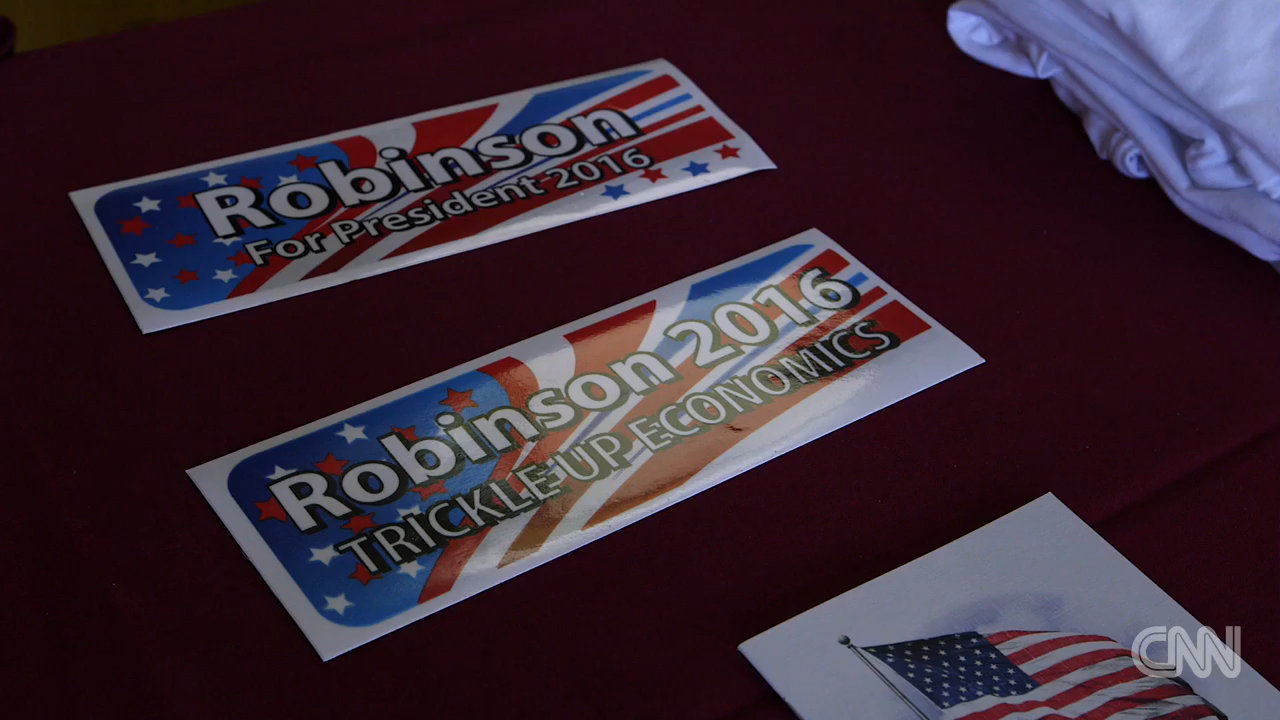 Robinson
For President 2016
Robinson 2016
TRICKLE UP ECONOMICS
CNN